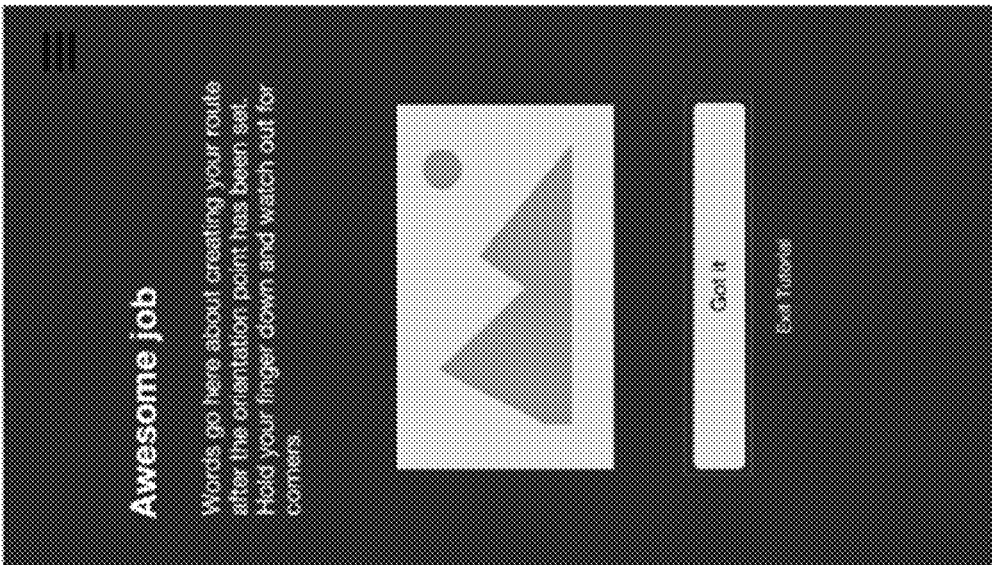 Awesome job
Words go here about creating your route
after the orientation point has been set.
Hold your finger down and watch out for
corners.
Got it
Exit Tutorial